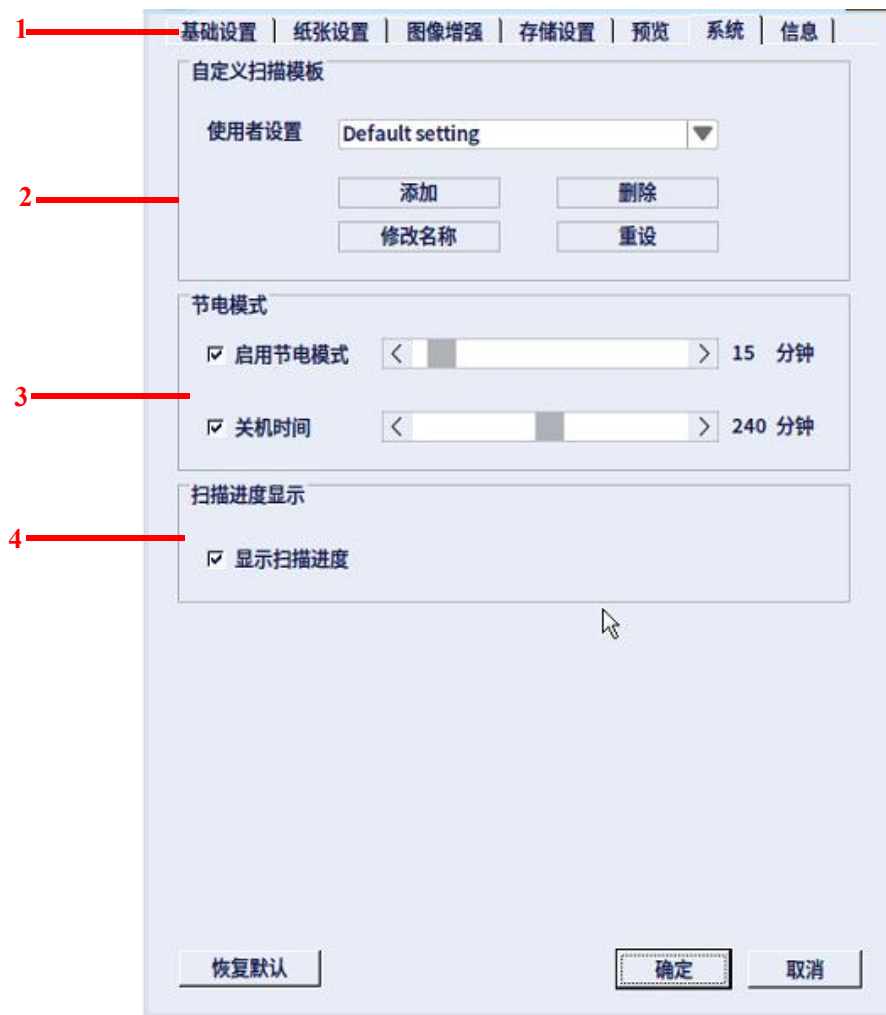 1
基础设置 纸张设置 图像增强 存储设置 预览 系统 信息
自定义扫描模板
使用者设置 Default setting
2
添加 删除
修改名称 重设
节电模式
启用节电模式 15 分钟
3
关机时间 240 分钟
扫描进度显示
4
显示扫描进度
恢复默认 确定 取消